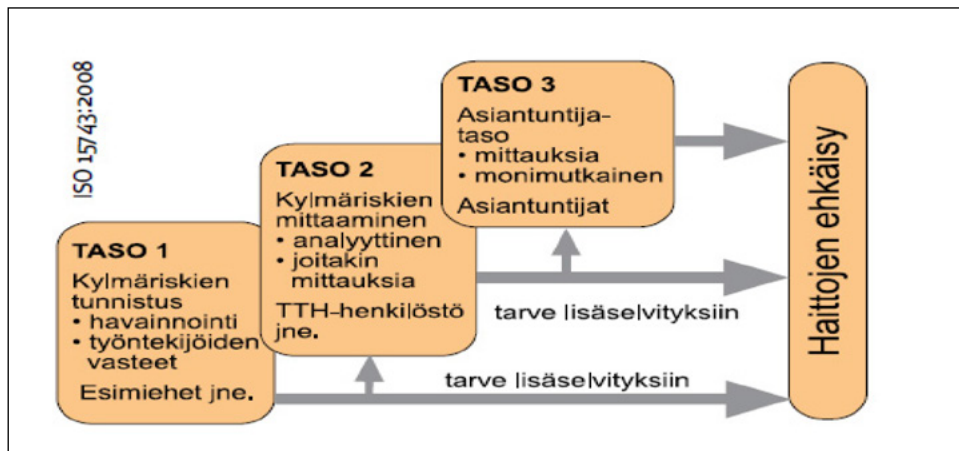 ISO 15743:2008
TASO 1
Kylmäriskien
tunnistus
• havainnointi
• työntekijöiden
vasteet
Esimiehet jne.
TASO 2
Kylmäriskien
mittaaminen
• analyyttinen
• joitakin
mittauksia
TTH-henkilöstö
jne.
TASO 3
Asiantuntija-
taso
• mittauksia
• monimutkainen
Asiantuntijat
tarve lisäselvityksiin
tarve lisäselvityksiin
Haittojen ehkäisy